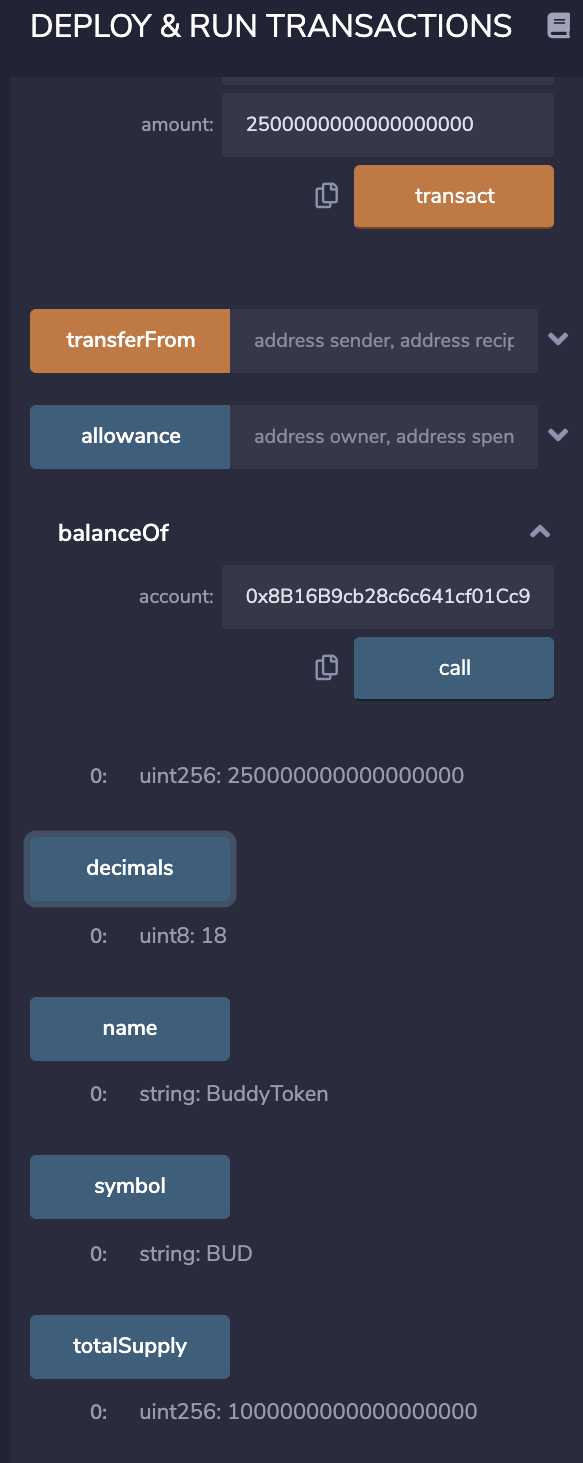 DEPLOY & RUN TRANSACTIONS
amount: 2500000000000000000
transact
transferFrom address sender, address recip
allowance address owner, address spen
balanceOf
account: 0x8B16B9cb28c6c641cf01Cc9
call
0: uint256: 250000000000000000
decimals
0: uint8: 18
name
0: string: BuddyToken
symbol
0: string: BUD
totalSupply
0: uint256: 1000000000000000000